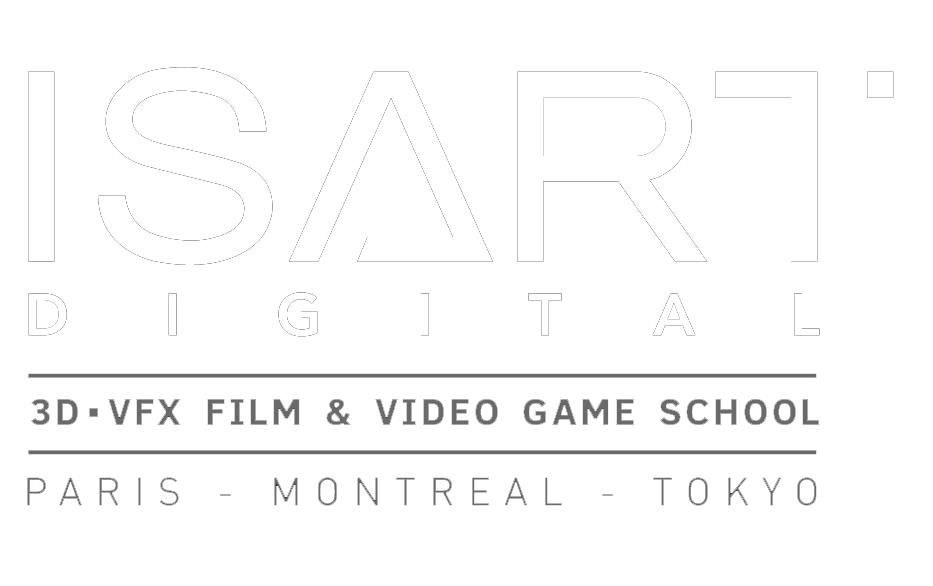 ISART
DIGITAL
3D·VFX FILM & VIDEO GAME SCHOOL
PARIS - MONTREAL - TOKYO